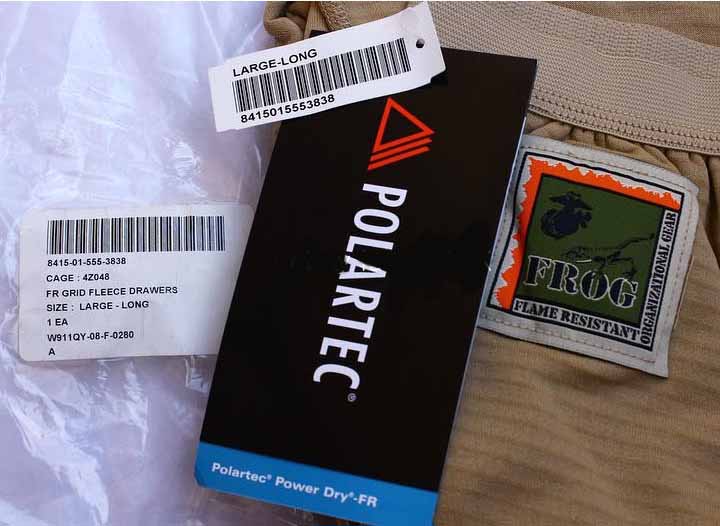 LARGE-LONG
8415015553838
POLARTEC®
Polartec® Power Dry®-FR
8415-01-555-3838
CAGE : 4Z048
FR GRID FLEECE DRAWERS
SIZE : LARGE - LONG
1 EA
W911QY-08-F-0280
A
FROG
FLAME RESISTANT
ORGANIZATIONAL GEAR